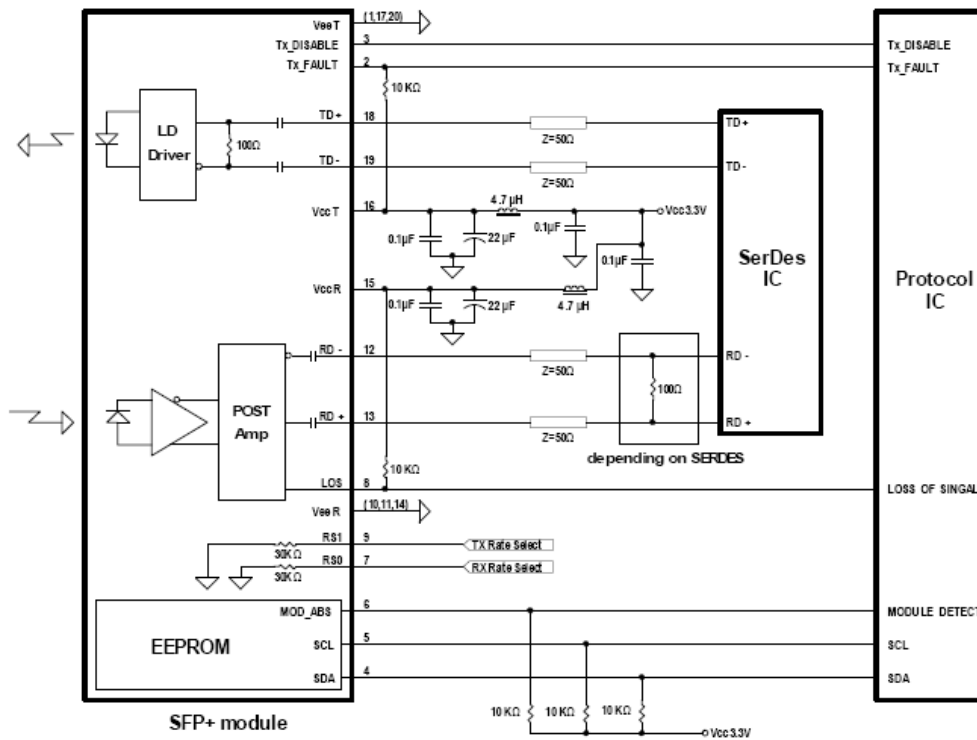 VeeT (1,17,20)
Tx_DISABLE 3 Tx_DISABLE
Tx_FAULT 2 Tx_FAULT
10 KΩ
LD
Driver
100Ω
TD+ 18 TD+
Z=50Ω
TD- 19 TD-
Z=50Ω
4.7 μH
VccT 16
Vcc3.3V
0.1μF
22 μF
0.1μF
0.1μF
SerDes
IC
Protocol
IC
VccR 15
0.1μF
22 μF
4.7 μH
RD - 12 RD -
Z=50Ω
100Ω
POST
Amp
RD + 13 RD +
Z=50Ω
depending on SERDES
10 KΩ
LOS 8 LOSS OF SINGAL
VeeR (10,11,14)
RS1 9 TX Rate Select
30KΩ
RS0 7 RX Rate Select
30KΩ
MOD_ABS 6 MODULE DETECT
EEPROM
SCL 5 SCL
SDA 4 SDA
10 KΩ 10 KΩ 10 KΩ
Vcc3.3V
SFP+ module